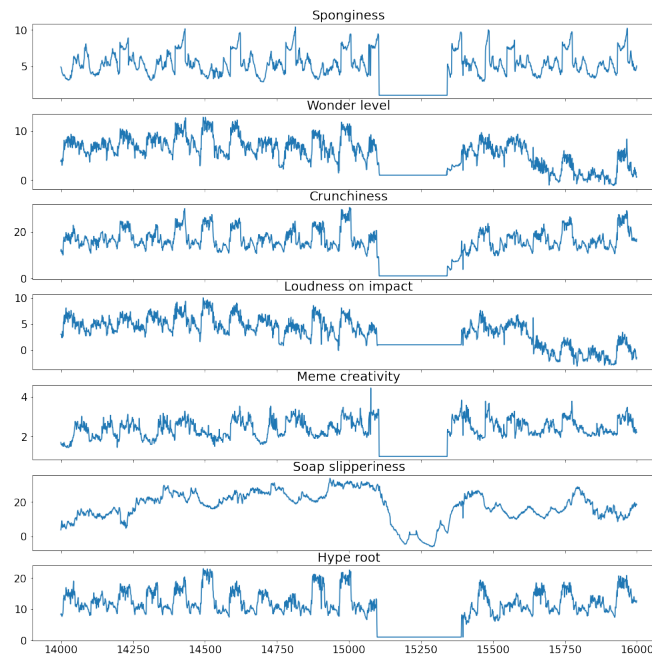 Sponginess
10
5
Wonder level
10
0
Crunchiness
20
0
Loudness on impact
10
5
0
Meme creativity
4
2
Soap slipperiness
20
0
Hype root
20
10
0
14000 14250 14500 14750 15000 15250 15500 15750 16000